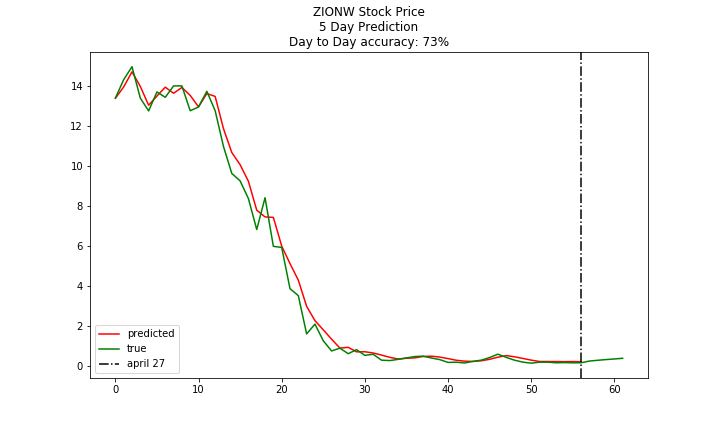 ZIONW Stock Price
5 Day Prediction
Day to Day accuracy: 73%
14
12
10
8
6
4
2
0
predicted
true
april 27
0 10 20 30 40 50 60